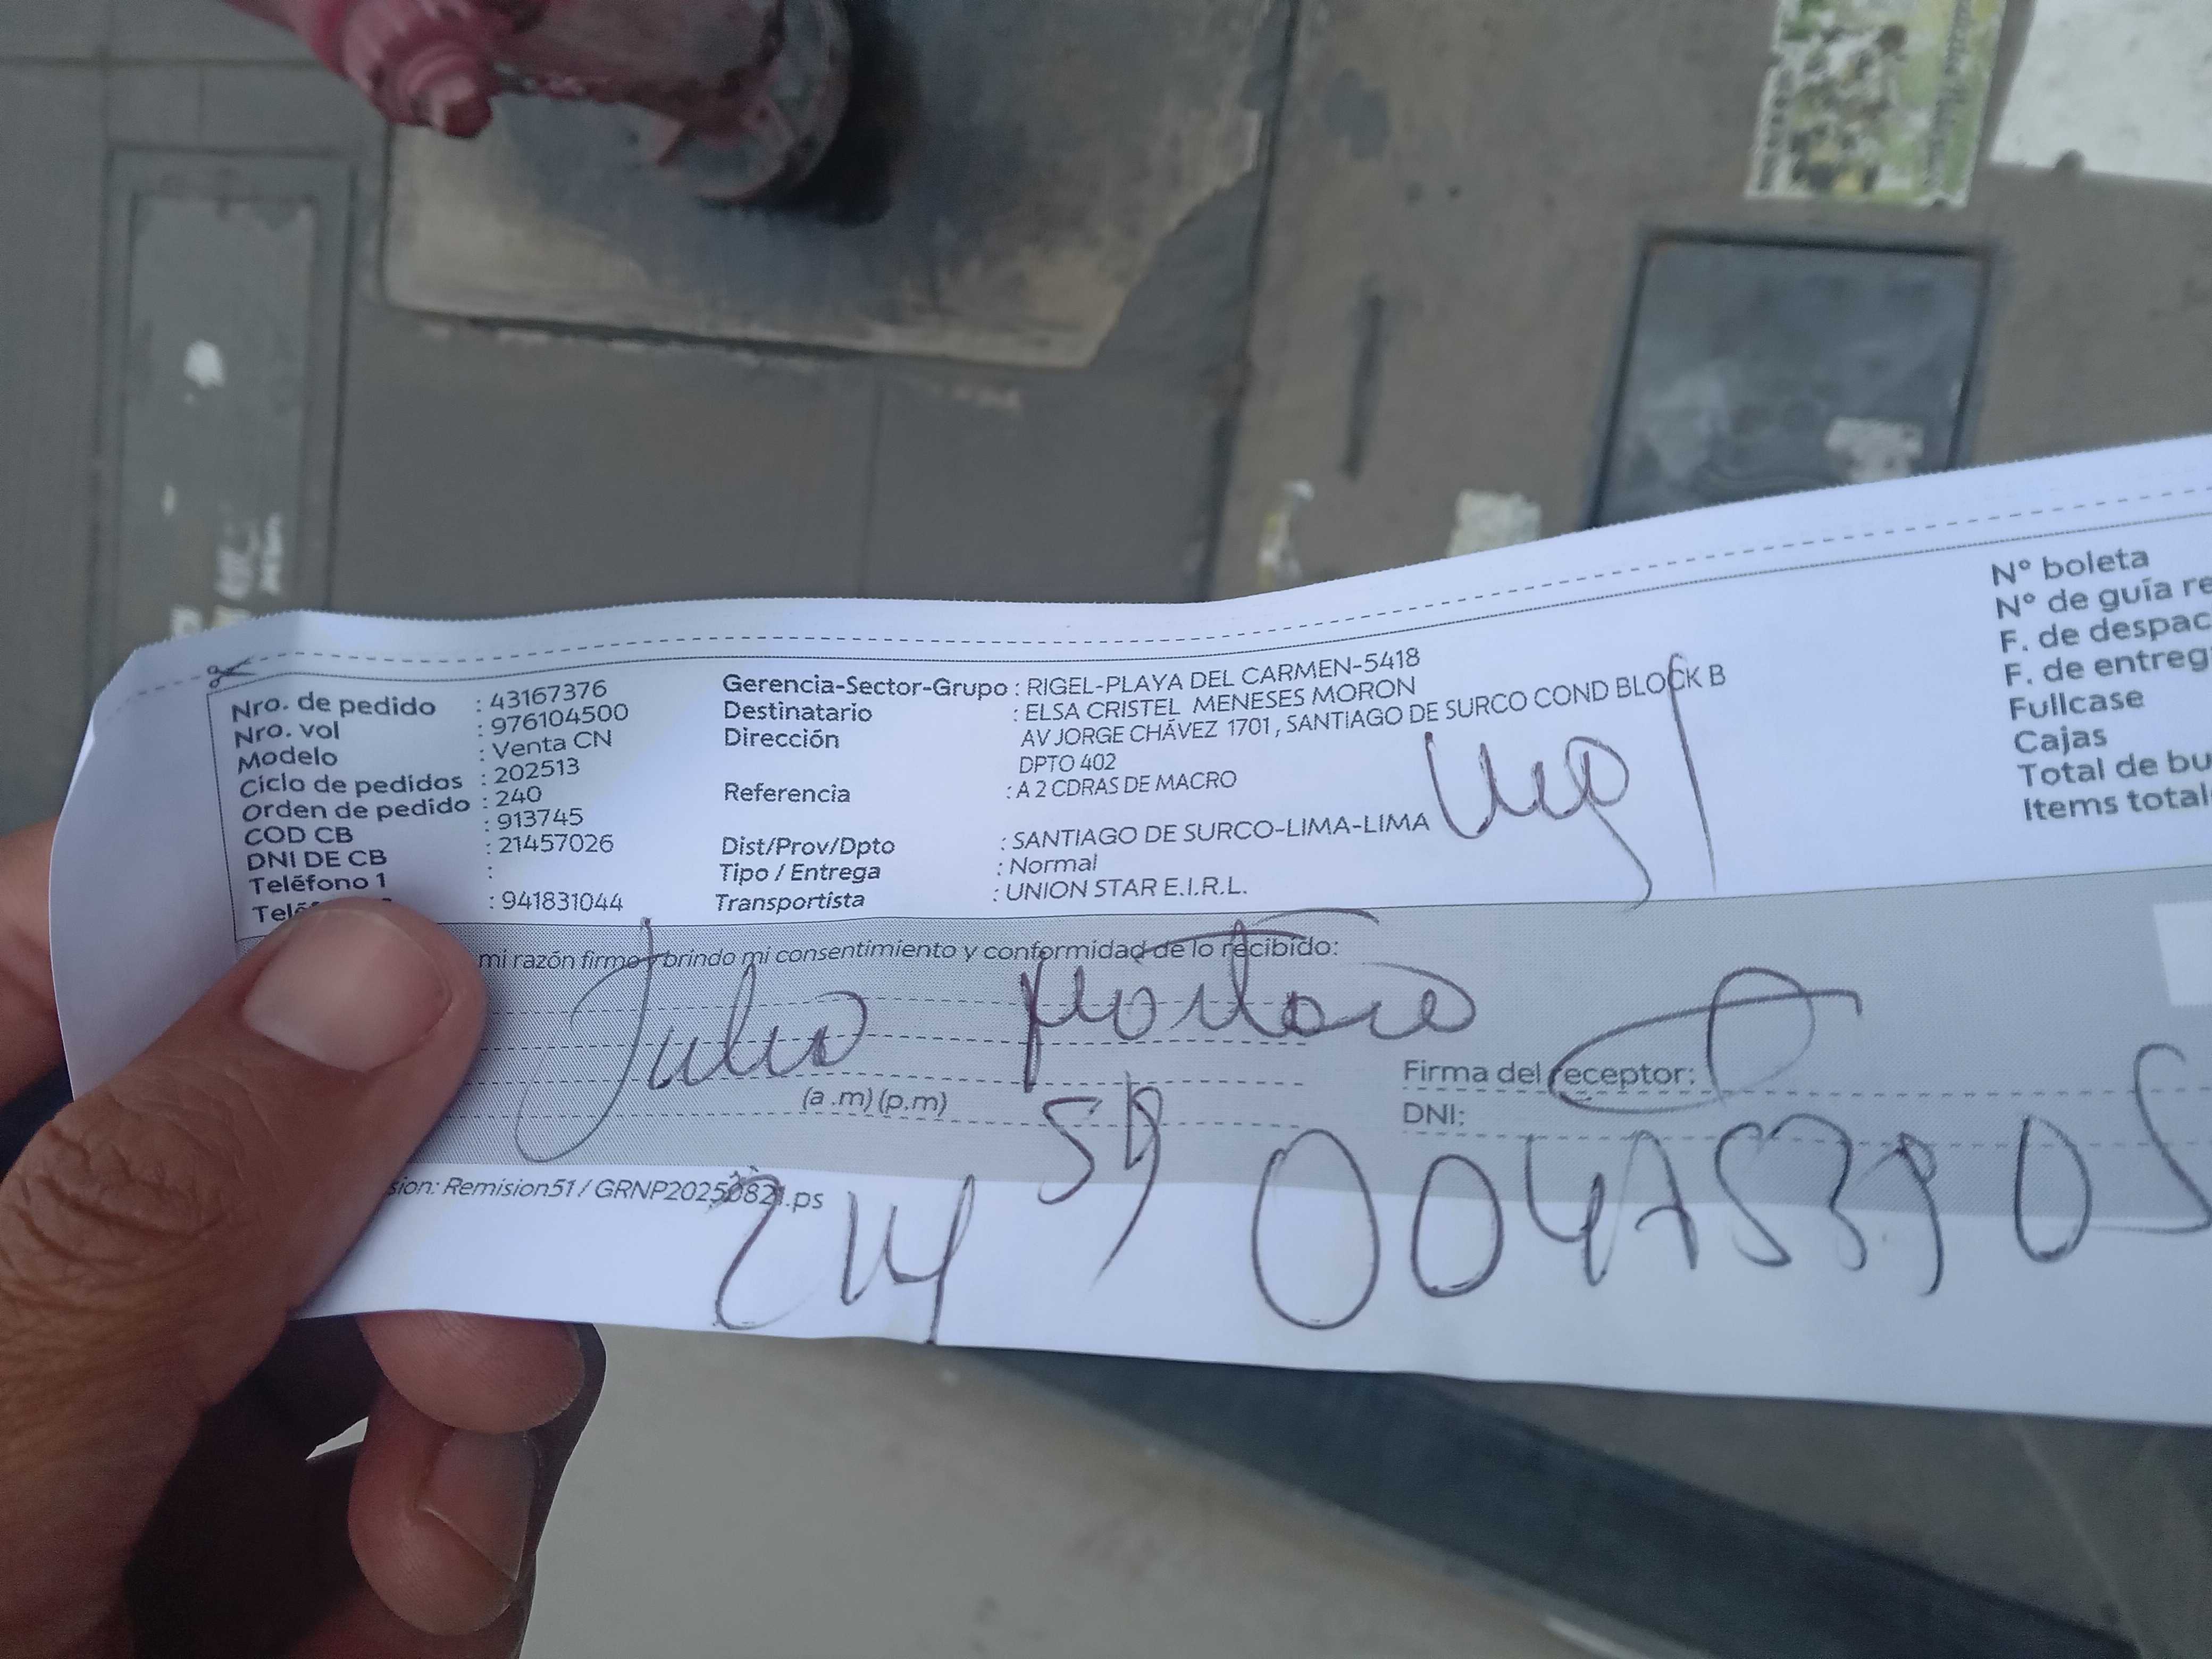 Nro. de pedido : 43167376
Nro. vol : 976104500
Modelo : Venta CN
Ciclo de pedidos : 202513
Orden de pedido : 240
COD CB : 913745
DNI DE CB : 21457026
Teléfono 1 :
: 941831044
Gerencia-Sector-Grupo : RIGEL-PLAYA DEL CARMEN-5418
Destinatario : ELSA CRISTEL MENESES MORON
Dirección AV JORGE CHÁVEZ 1701 , SANTIAGO DE SURCO COND BLOCK B
DPTO 402
Referencia : A 2 CDRAS DE MACRO
Dist/Prov/Dpto : SANTIAGO DE SURCO-LIMA-LIMA
Tipo / Entrega : Normal
Transportista : UNION STAR E.I.R.L.
N° boleta
N° de guía re
F. de despac
F. de entreg
Fullcase
Cajas
Total de bu
Items total
mi razón firmo brindo mi consentimiento y conformidad de lo recibido:
Julio
(a .m) (p.m)
Firma del receptor:
DNI:
sion: Remision51 / GRNP20250821.ps